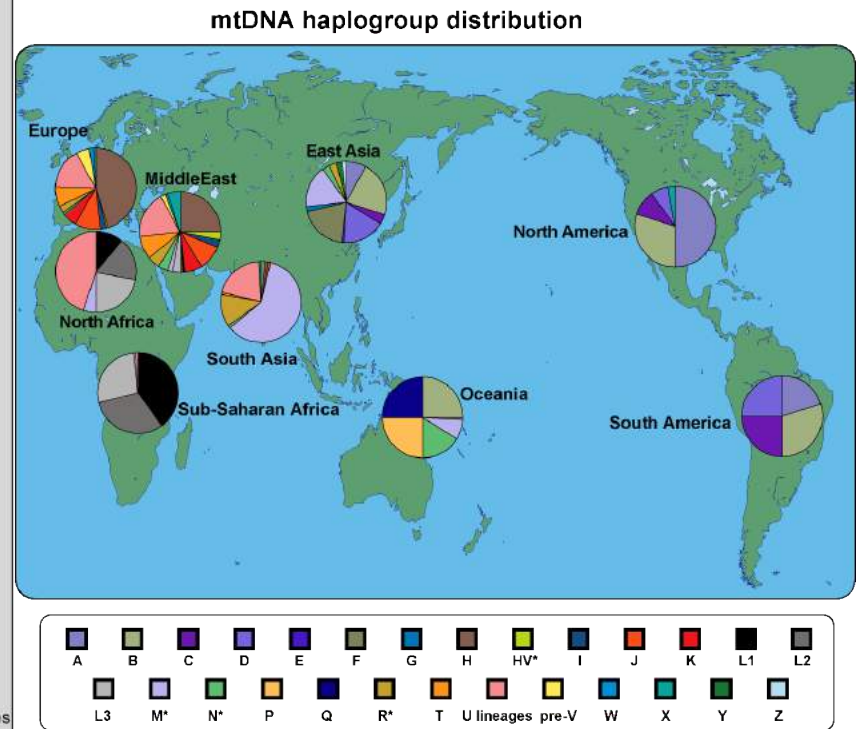 mtDNA haplogroup distribution
Europe
MiddleEast
East Asia
North America
North Africa
South Asia
Sub-Saharan Africa
Oceania
South America
A B C D E F G H HV* I J K L1 L2
L3 M* N* P Q R* T U lineages pre-V W X Y Z
s